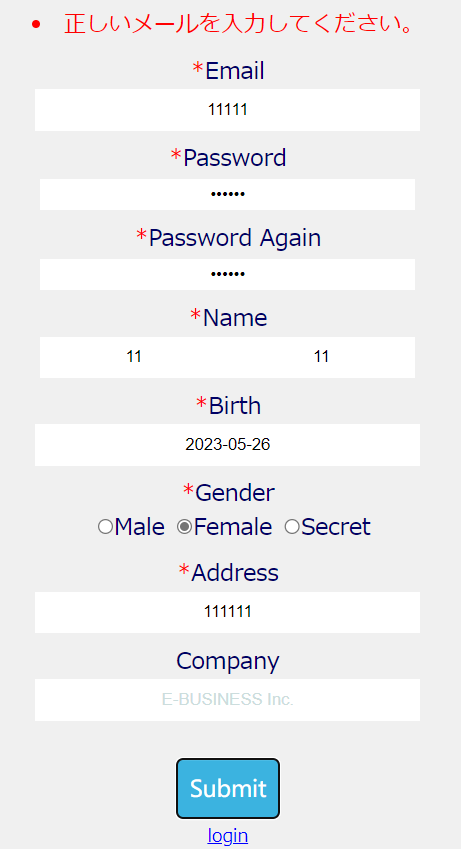 • 正しいメールを入力してください。
*Email
11111
*Password
••••••
*Password Again
••••••
*Name
11 11
*Birth
2023-05-26
*Gender
Male Female Secret
*Address
111111
Company
E-BUSINESS Inc.
Submit
login